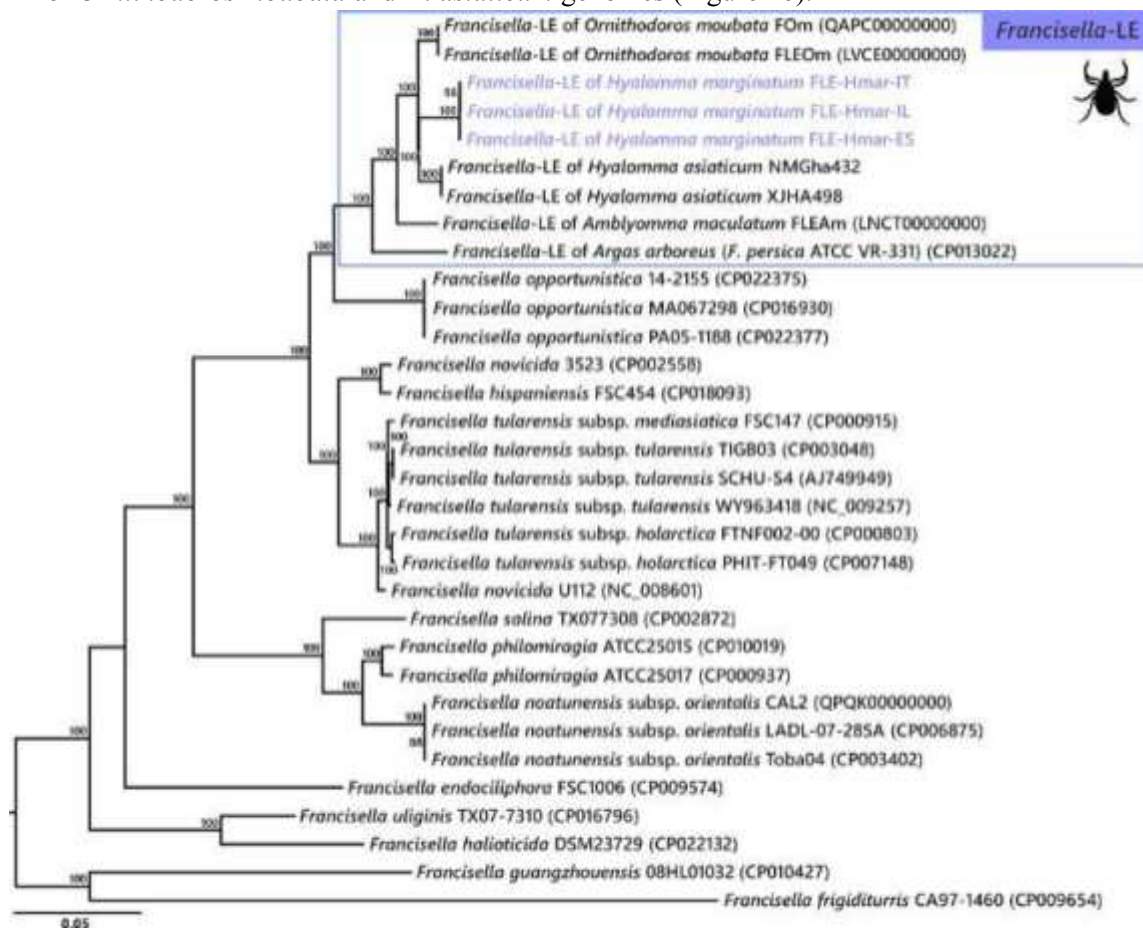 Francisella-LE
Francisella-LE of Ornithodoros moubata FOm (QAPC00000000)
Francisella-LE of Ornithodoros moubata FLEOm (LVCE00000000)
Francisella-LE of Hyalomma marginatum FLE-Hmar-IT
Francisella-LE of Hyalomma marginatum FLE-Hmar-IL
Francisella-LE of Hyalomma marginatum FLE-Hmar-ES
Francisella-LE of Hyalomma asiaticum NMGha432
Francisella-LE of Hyalomma asiaticum XJHA498
Francisella-LE of Amblyomma maculatum FLEAm (LNCT00000000)
Francisella-LE of Argas arboreus (F. persica ATCC VR-331) (CP013022)
Francisella opportunistica 14-2155 (CP022375)
Francisella opportunistica MA067298 (CP016930)
Francisella opportunistica PA05-1188 (CP022377)
Francisella novicida 3523 (CP002558)
Francisella hispaniensis FSC454 (CP018093)
Francisella tularensis subsp. mediasiatica FSC147 (CP000915)
Francisella tularensis subsp. tularensis TIGB03 (CP003048)
Francisella tularensis subsp. tularensis SCHU-S4 (AJ749949)
Francisella tularensis subsp. tularensis WY963418 (NC_009257)
Francisella tularensis subsp. holarctica FTNF002-00 (CP000803)
Francisella tularensis subsp. holarctica PHIT-FT049 (CP007148)
Francisella novicida U112 (NC_008601)
Francisella salina TX077308 (CP002872)
Francisella philomiragia ATCC25015 (CP010019)
Francisella philomiragia ATCC25017 (CP000937)
Francisella noatunensis subsp. orientalis CAL2 (QPQK00000000)
Francisella noatunensis subsp. orientalis LADL-07-285A (CP006875)
Francisella noatunensis subsp. orientalis Toba04 (CP003402)
Francisella endociliphora FSC1006 (CP009574)
Francisella uliginis TX07-7310 (CP016796)
Francisella halioticida DSM23729 (CP022132)
Francisella guangzhouensis 08HL01032 (CP010427)
Francisella frigiditurris CA97-1460 (CP009654)
0.05